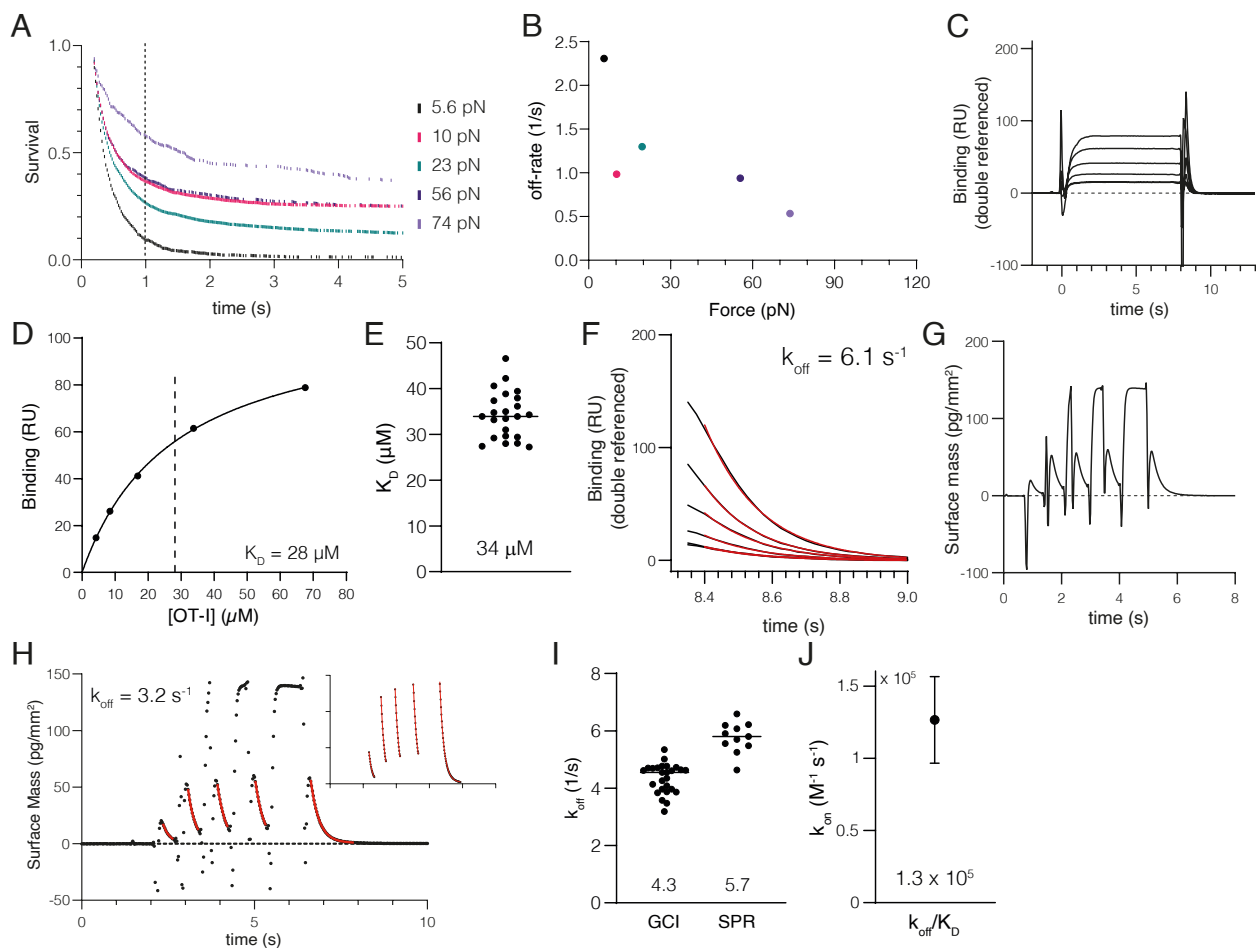 A
1.0
0.5
0.0
Survival
0
1
2
3
4
5
time (s)
5.6 pN
10 pN
23 pN
56 pN
74 pN
B
2.5
2.0
1.5
1.0
0.5
0.0
off-rate (1/s)
0
30
60
90
120
Force (pN)
C
200
100
0
-100
Binding (RU)
(double referenced)
0
5
10
time (s)
D
100
80
60
40
20
0
Binding (RU)
K_D = 28 µM
0
10
20
30
40
50
60
70
80
[OT-I] (µM)
E
50
40
30
20
10
0
K_D (µM)
34 µM
F
200
100
0
Binding (RU)
(double referenced)
k_off = 6.1 s⁻¹
8.4
8.6
8.8
9.0
time (s)
G
200
100
0
-100
Surface mass (pg/mm²)
0
2
4
6
8
time (s)
H
150
100
50
0
-50
Surface Mass (pg/mm²)
k_off = 3.2 s⁻¹
0
5
10
time (s)
I
8
6
4
2
0
k_off (1/s)
4.3
5.7
GCI
SPR
J
x 10⁵
1.5
1
0.5
0
k_on (M⁻¹ s⁻¹)
1.3 x 10⁵
k_off/K_D